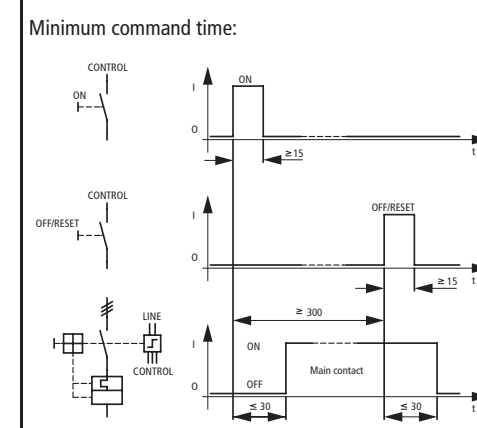 Minimum command time:
CONTROL
ON
I
O
ON
≥ 15
t
CONTROL
OFF/RESET
I
O
OFF/RESET
≥ 15
t
LINE
CONTROL
≥ 300
I
O
ON
OFF
Main contact
≤ 30
≤ 30
t